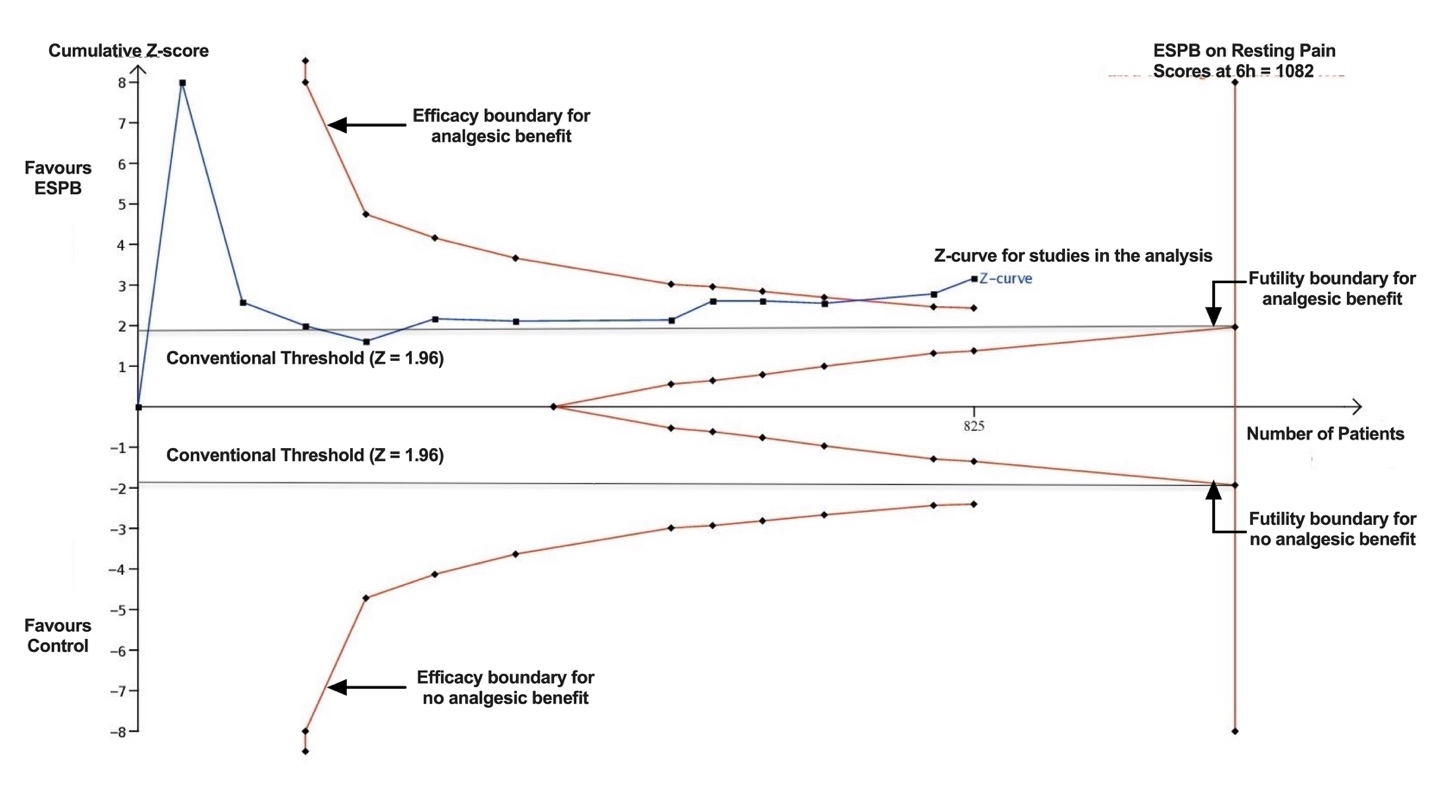 Cumulative Z-score
ESPB on Resting Pain
Scores at 6h = 1082
8
7
6
5
4
3
2
1
-1
-2
-3
-4
-5
-6
-7
-8
Favours
ESPB
Efficacy boundary for
analgesic benefit
Z-curve for studies in the analysis
Z-curve
Futility boundary for
analgesic benefit
Conventional Threshold (Z = 1.96)
825
Number of Patients
Conventional Threshold (Z = 1.96)
Futility boundary for
no analgesic benefit
Favours
Control
Efficacy boundary for
no analgesic benefit